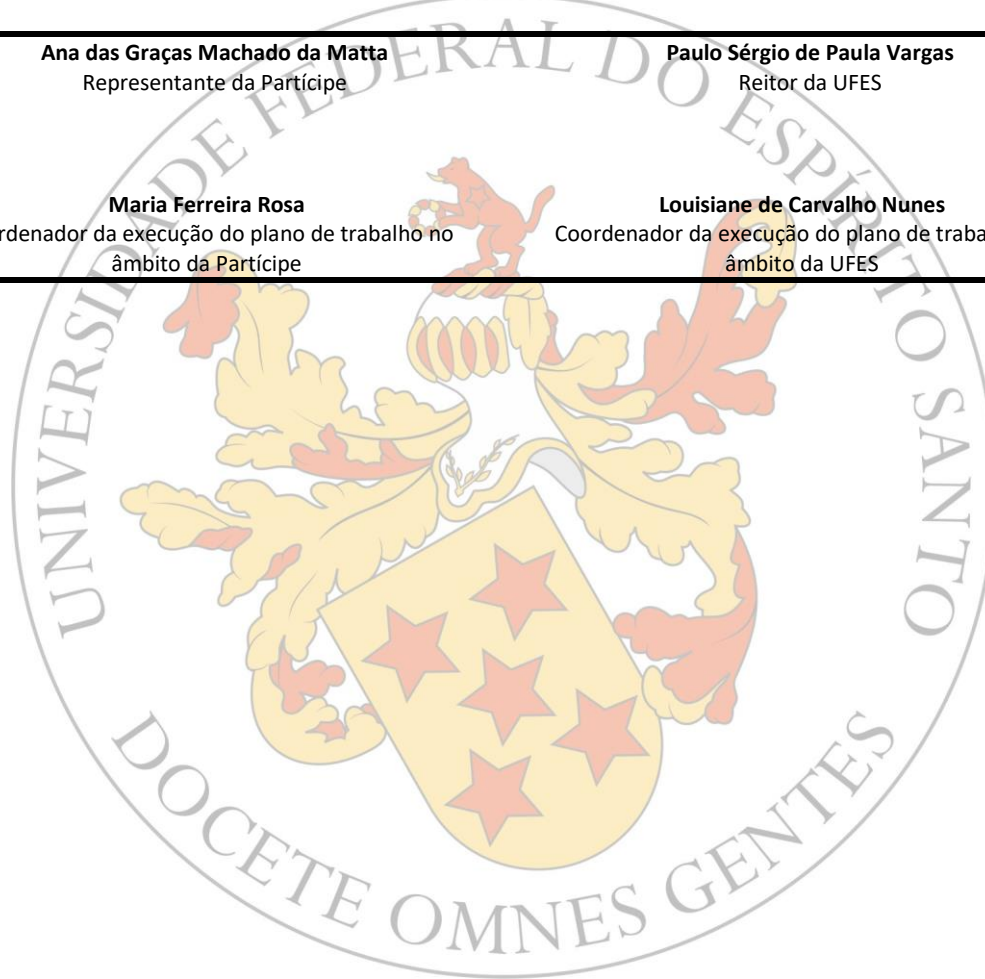 Ana das Graças Machado da Matta
Representante da Partícipe
Paulo Sérgio de Paula Vargas
Reitor da UFES
Maria Ferreira Rosa
rdenador da execução do plano de trabalho no
âmbito da Partícipe
Louisiane de Carvalho Nunes
Coordenador da execução do plano de traba
âmbito da UFES
UNIVERSIDADE FEDERAL DO ESPÍRITO SANTO
DOCETE OMNES GENTES